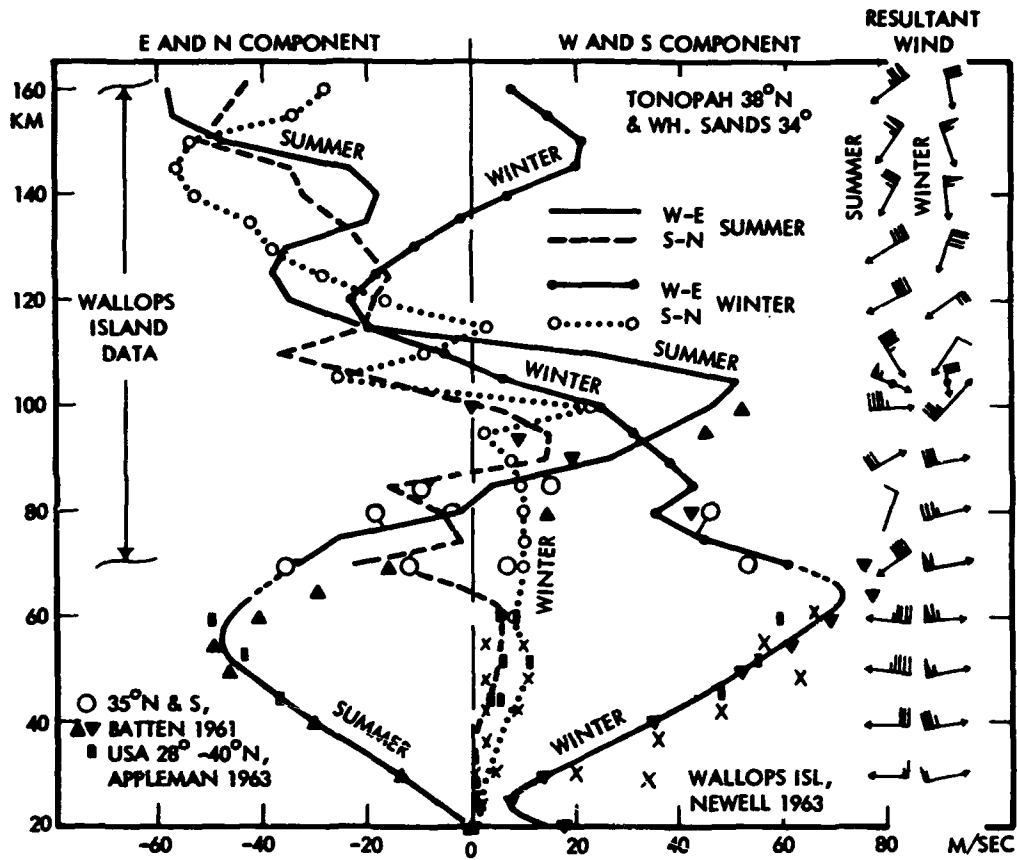 RESULTANT
WIND
E AND N COMPONENT
W AND S COMPONENT
160
KM
140
120
100
80
60
40
20
TONOPAH 38°N
& WH. SANDS 34°
SUMMER
WINTER
SUMMER
WINTER
W-E
S-N
SUMMER
W-E
S-N
WINTER
WALLOPS
ISLAND
DATA
SUMMER
WINTER
WINTER
35°N & S,
BATTEN 1961
USA 28° -40°N,
APPLEMAN 1963
SUMMER
WINTER
WALLOPS ISL,
NEWELL 1963
-60
-40
-20
0
20
40
60
80
M/SEC